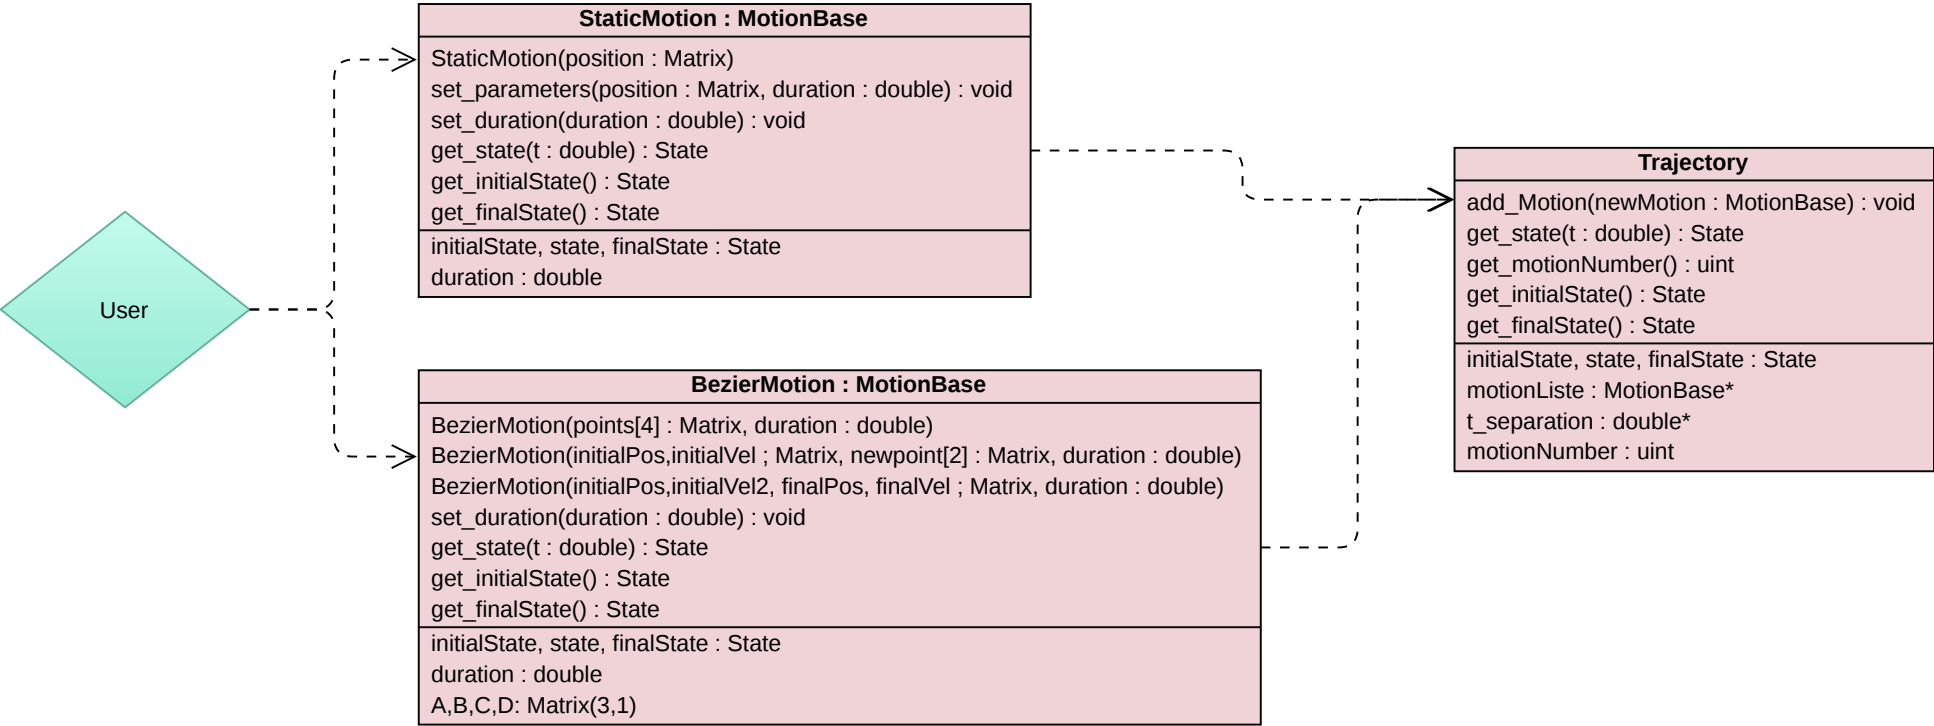 User
StaticMotion : MotionBase
StaticMotion(position : Matrix)
set_parameters(position : Matrix, duration : double) : void
set_duration(duration : double) : void
get_state(t : double) : State
get_initialState() : State
get_finalState() : State
initialState, state, finalState : State
duration : double
BezierMotion : MotionBase
BezierMotion(points[4] : Matrix, duration : double)
BezierMotion(initialPos,initialVel ; Matrix, newpoint[2] : Matrix, duration : double)
BezierMotion(initialPos,initialVel2, finalPos, finalVel ; Matrix, duration : double)
set_duration(duration : double) : void
get_state(t : double) : State
get_initialState() : State
get_finalState() : State
initialState, state, finalState : State
duration : double
A,B,C,D: Matrix(3,1)
Trajectory
add_Motion(newMotion : MotionBase) : void
get_state(t : double) : State
get_motionNumber() : uint
get_initialState() : State
get_finalState() : State
initialState, state, finalState : State
motionListe : MotionBase*
t_separation : double*
motionNumber : uint